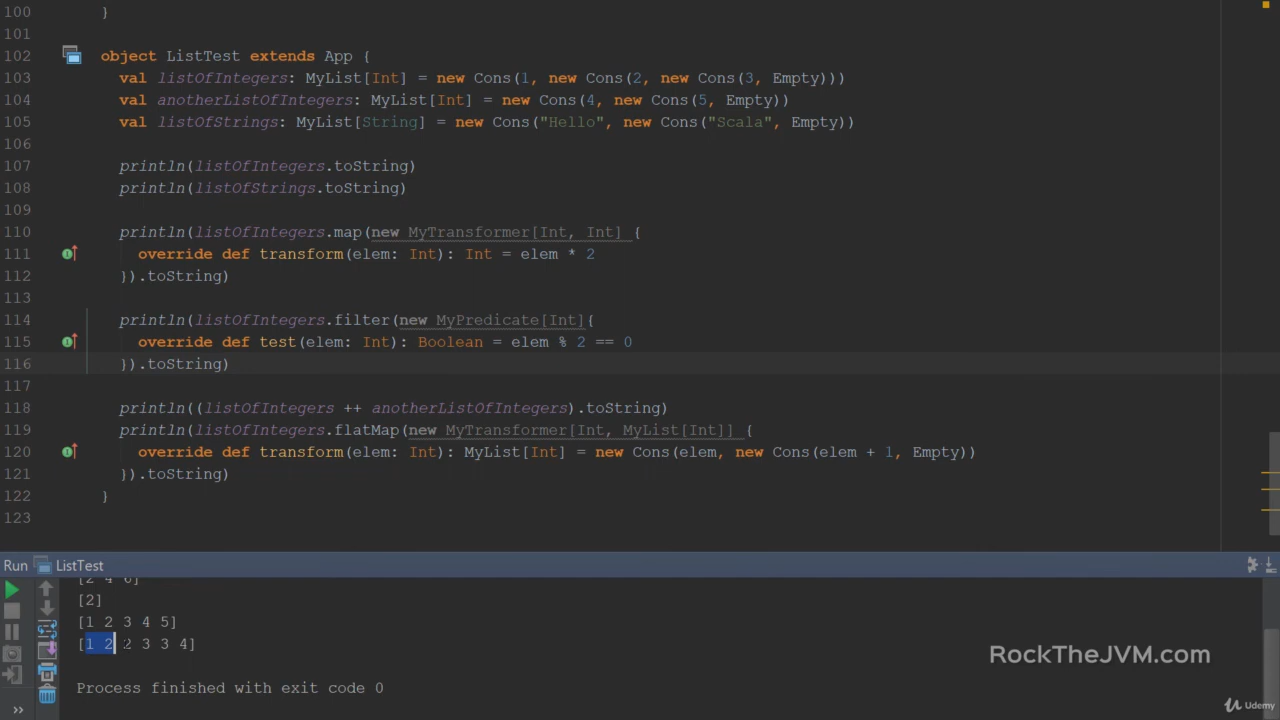 100 }
101
102 object ListTest extends App {
103 val listOfIntegers: MyList[Int] = new Cons(1, new Cons(2, new Cons(3, Empty)))
104 val anotherListOfIntegers: MyList[Int] = new Cons(4, new Cons(5, Empty))
105 val listOfStrings: MyList[String] = new Cons("Hello", new Cons("Scala", Empty))
106
107 println(listOfIntegers.toString)
108 println(listOfStrings.toString)
109
110 println(listOfIntegers.map(new MyTransformer[Int, Int] {
111 override def transform(elem: Int): Int = elem * 2
112 }).toString)
113
114 println(listOfIntegers.filter(new MyPredicate[Int]{
115 override def test(elem: Int): Boolean = elem % 2 == 0
116 }).toString)
117
118 println((listOfIntegers ++ anotherListOfIntegers).toString)
119 println(listOfIntegers.flatMap(new MyTransformer[Int, MyList[Int]] {
120 override def transform(elem: Int): MyList[Int] = new Cons(elem, new Cons(elem + 1, Empty))
121 }).toString)
122 }
123
Run ListTest
[2 4 6]
[2]
[1 2 3 4 5]
[1 2 2 3 3 4]
RockTheJVM.com
Process finished with exit code 0
Udemy